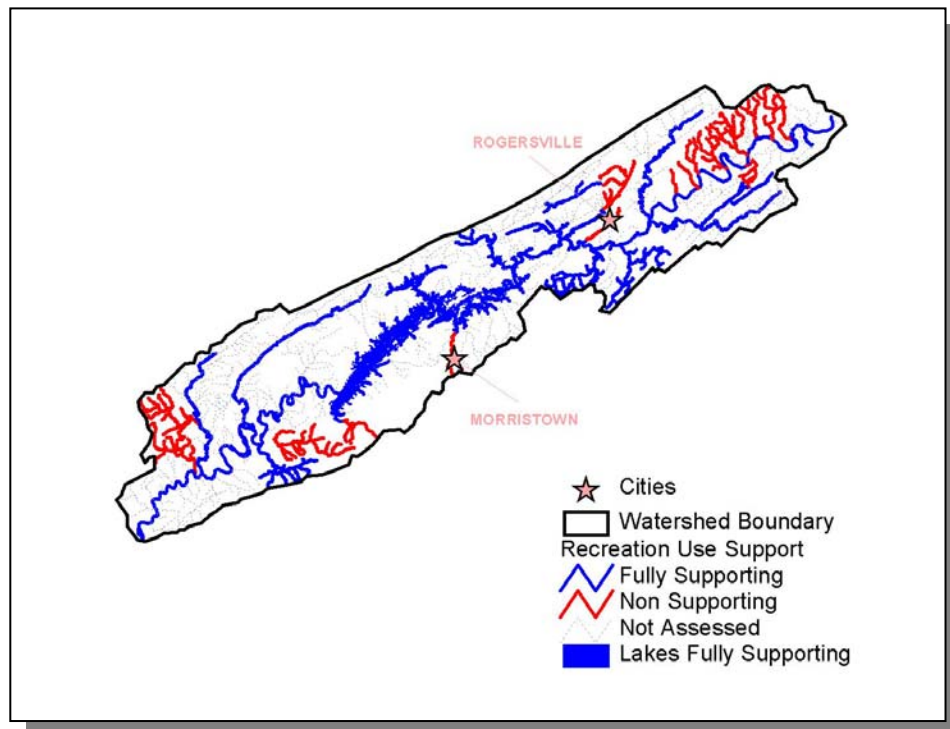 ROGERSVILLE
MORRISTOWN
Cities
Watershed Boundary
Recreation Use Support
Fully Supporting
Non Supporting
Not Assessed
Lakes Fully Supporting